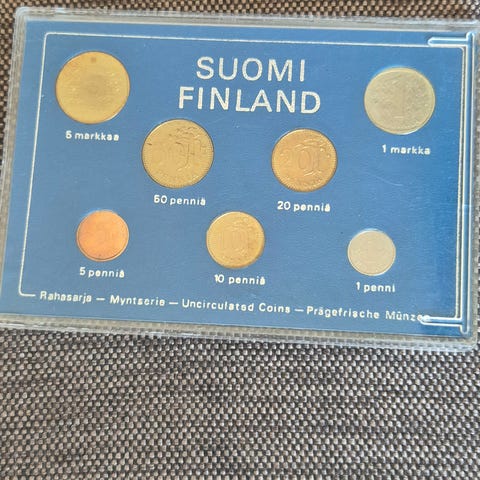 SUOMI
FINLAND
5 markkaa
1 markka
50 penniä
20 penniä
5 penniä
10 penniä
1 penni
Rahasarja — Myntserie — Uncirculated Coins — Prägefrische Münzen